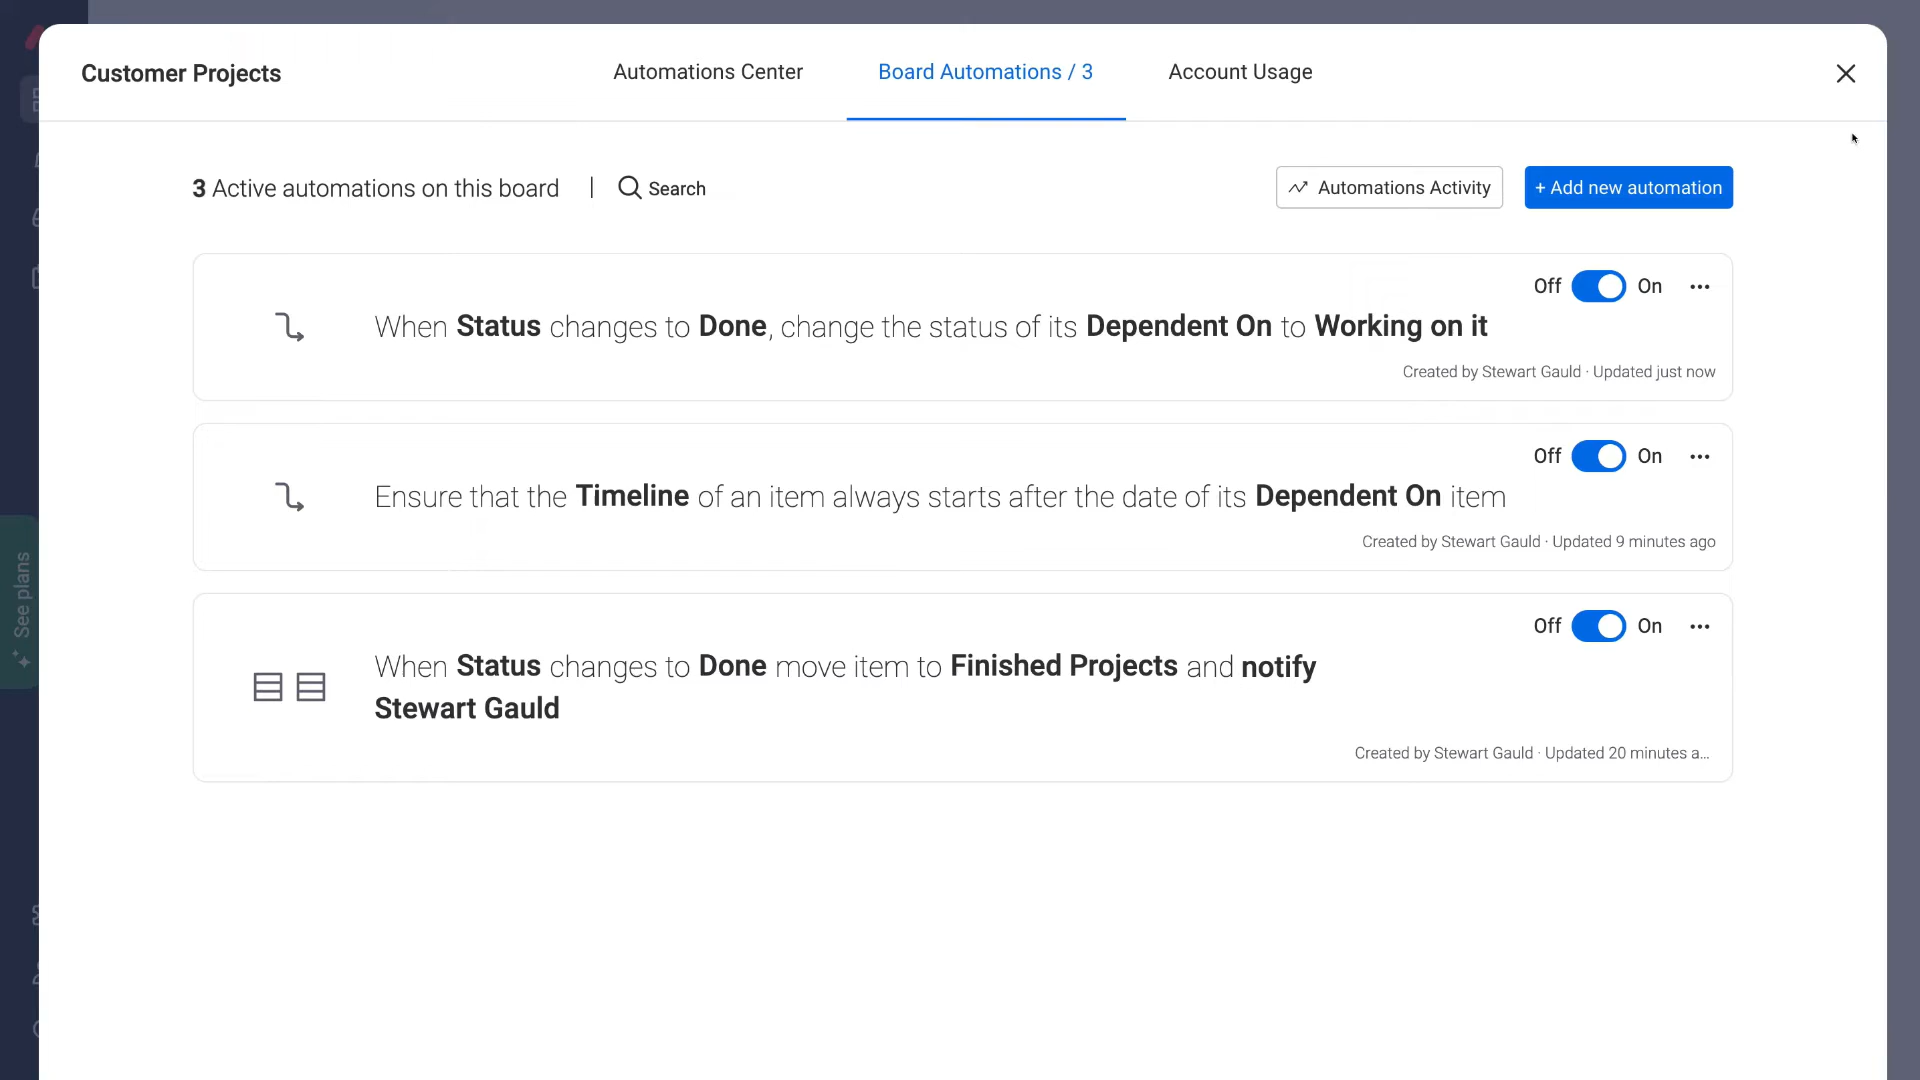 Customer Projects
Automations Center
Board Automations / 3
Account Usage
3 Active automations on this board
Search
Automations Activity
+ Add new automation
Off On
When Status changes to Done, change the status of its Dependent On to Working on it
Created by Stewart Gauld · Updated just now
Off On
Ensure that the Timeline of an item always starts after the date of its Dependent On item
Created by Stewart Gauld · Updated 9 minutes ago
See plans
Off On
When Status changes to Done move item to Finished Projects and notify
Stewart Gauld
Created by Stewart Gauld · Updated 20 minutes a...